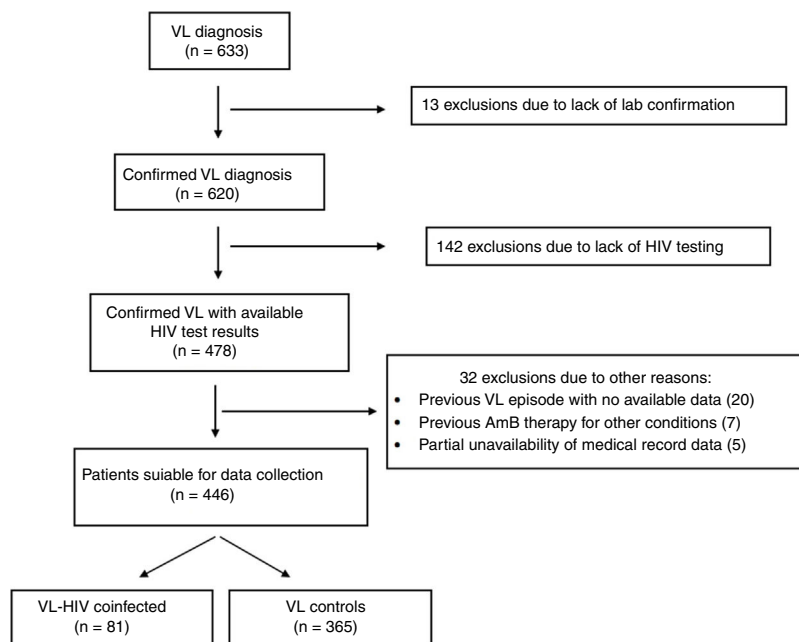 VL diagnosis
(n = 633)
13 exclusions due to lack of lab confirmation
Confirmed VL diagnosis
(n = 620)
142 exclusions due to lack of HIV testing
Confirmed VL with available
HIV test results
(n = 478)
32 exclusions due to other reasons:
• Previous VL episode with no available data (20)
• Previous AmB therapy for other conditions (7)
• Partial unavailability of medical record data (5)
Patients suiable for data collection
(n = 446)
VL-HIV coinfected
(n = 81)
VL controls
(n = 365)